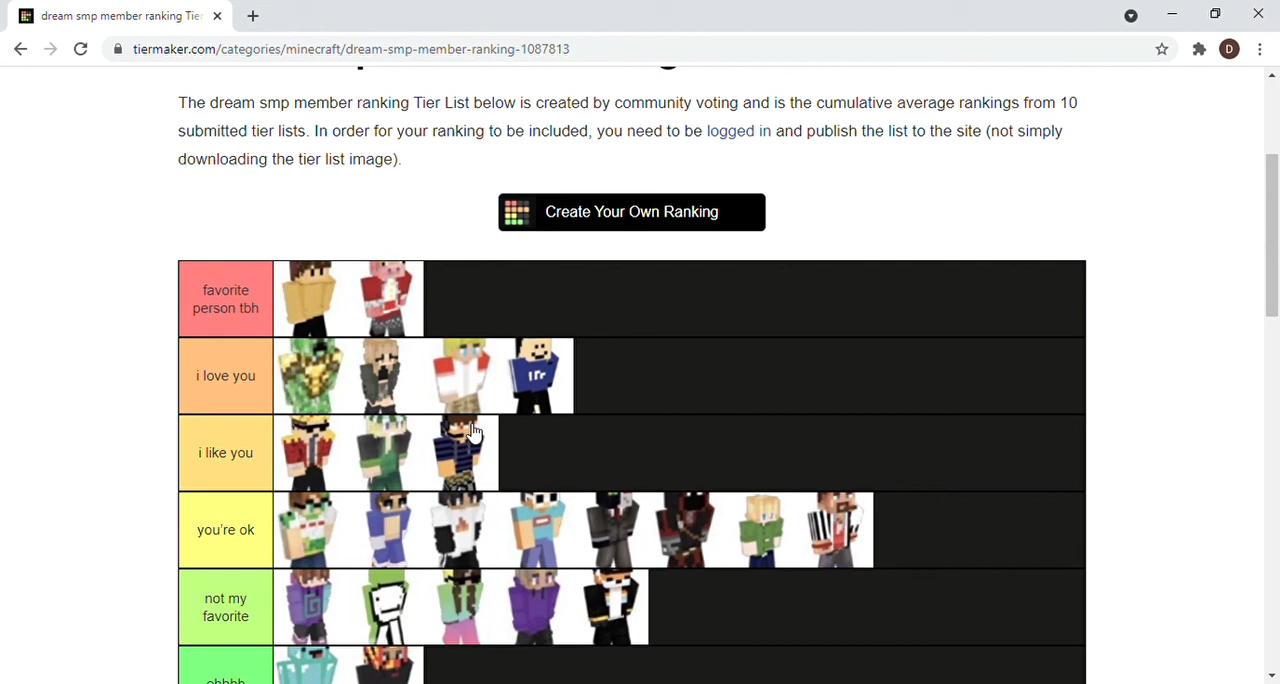 dream smp member ranking Tier
tiermaker.com/categories/minecraft/dream-smp-member-ranking-1087813
D
The dream smp member ranking Tier List below is created by community voting and is the cumulative average rankings from 10
submitted tier lists. In order for your ranking to be included, you need to be logged in and publish the list to the site (not simply
downloading the tier list image).
Create Your Own Ranking
favorite
person tbh
i love you
i like you
you're ok
not my
favorite